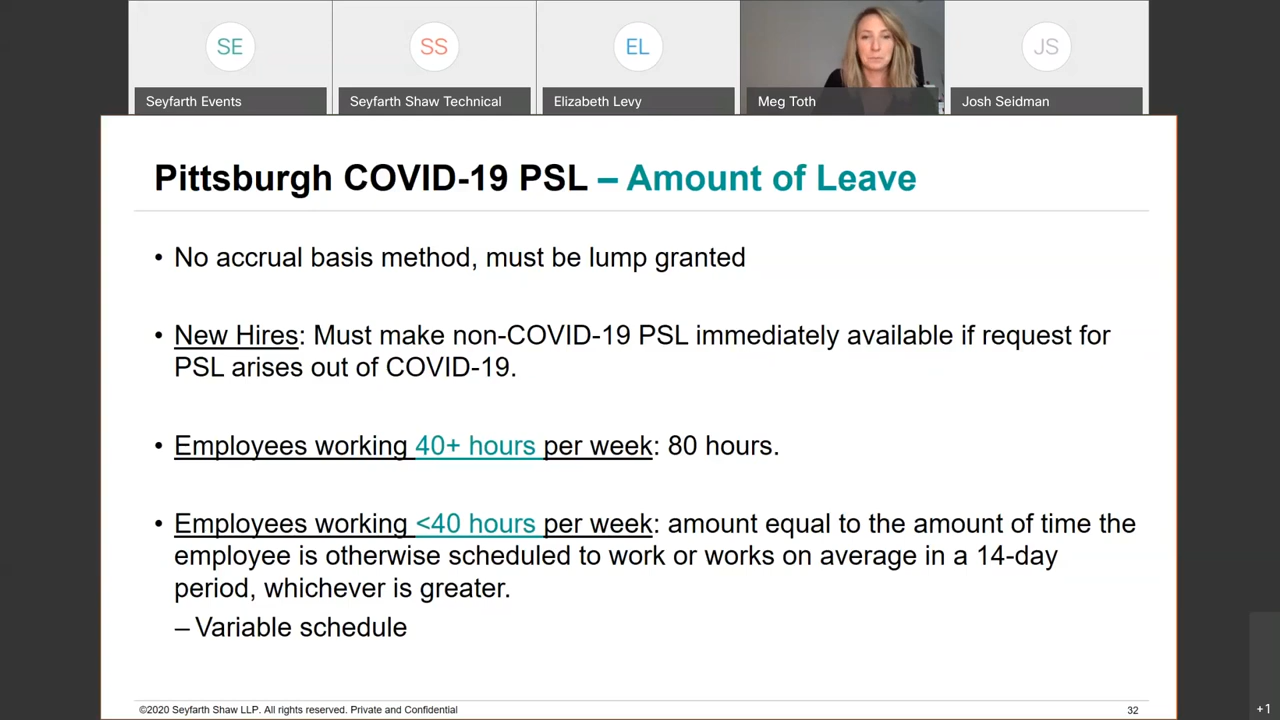 SE
SS
EL
JS
Seyfarth Events
Seyfarth Shaw Technical
Elizabeth Levy
Meg Toth
Josh Seidman
Pittsburgh COVID-19 PSL – Amount of Leave
• No accrual basis method, must be lump granted
• New Hires: Must make non-COVID-19 PSL immediately available if request for
PSL arises out of COVID-19.
• Employees working 40+ hours per week: 80 hours.
• Employees working <40 hours per week: amount equal to the amount of time the
employee is otherwise scheduled to work or works on average in a 14-day
period, whichever is greater.
– Variable schedule
©2020 Seyfarth Shaw LLP. All rights reserved. Private and Confidential
32
+1